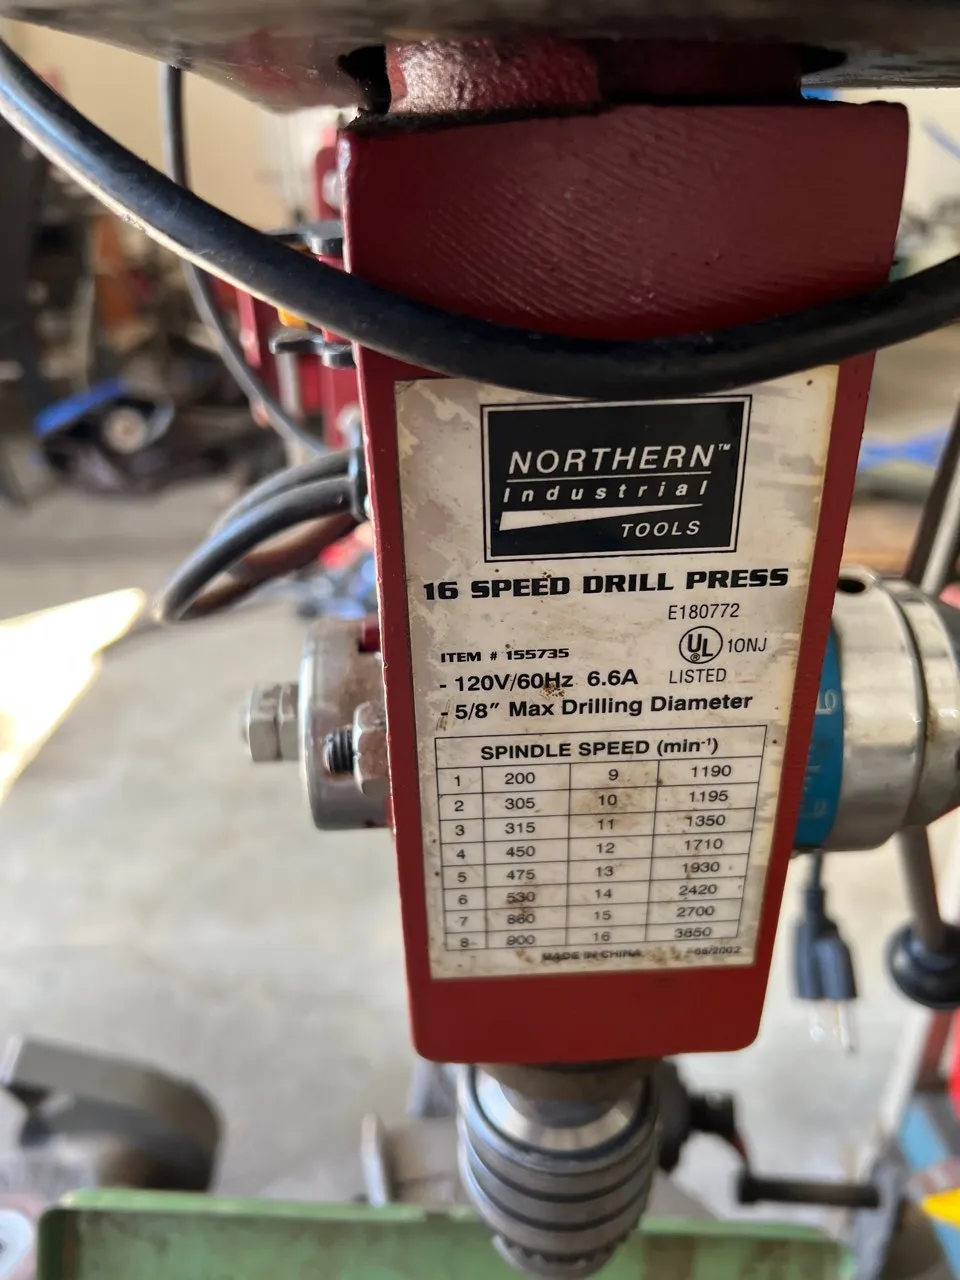 NORTHERN™
Industrial
TOOLS
16 SPEED DRILL PRESS
E180772
ITEM # 155735
UL® 10NJ
- 120V/60Hz 6.6A
LISTED
- 5/8" Max Drilling Diameter
SPINDLE SPEED (min⁻¹)
1 200 9 1190
2 305 10 1195
3 315 11 1350
4 450 12 1710
5 475 13 1930
6 530 14 2420
7 860 15 2700
8 900 16 3650
MADE IN CHINA 08/2002